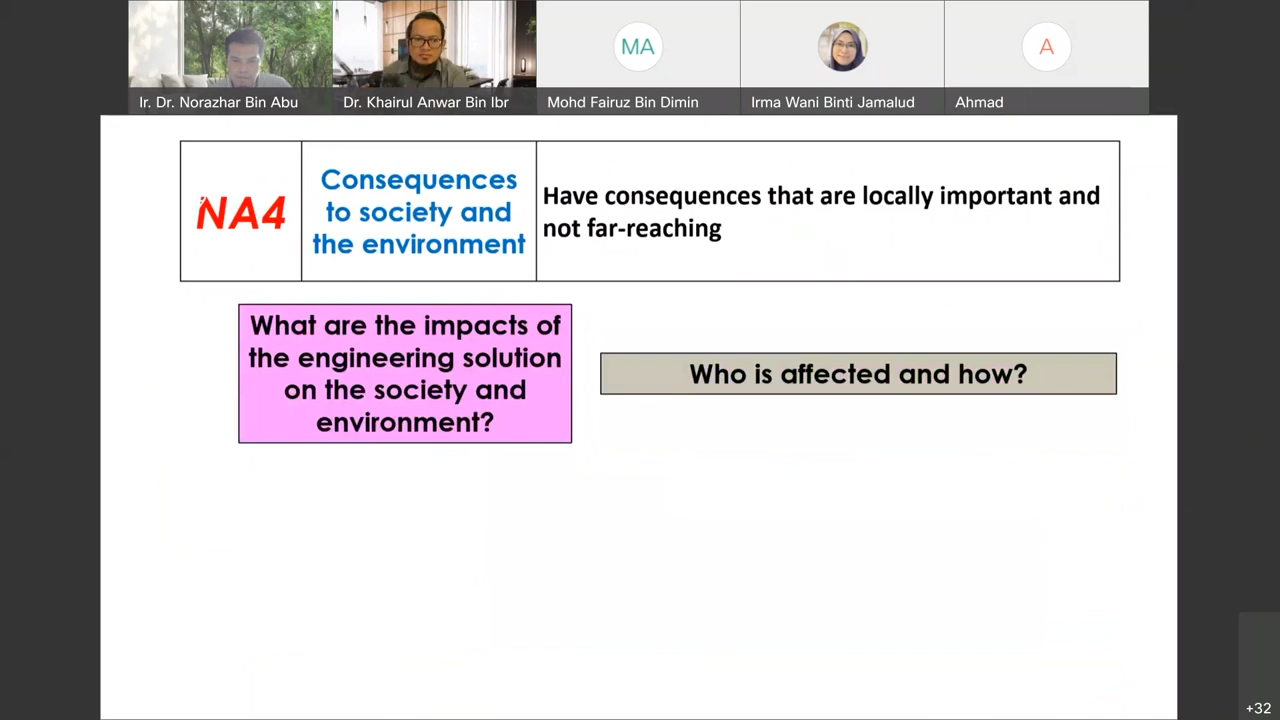 Ir. Dr. Norazhar Bin Abu
Dr. Khairul Anwar Bin Ibr
MA
Mohd Fairuz Bin Dimin
Irma Wani Binti Jamalud
A
Ahmad
NA4
Consequences
to society and
the environment
Have consequences that are locally important and
not far-reaching
What are the impacts of
the engineering solution
on the society and
environment?
Who is affected and how?
+32